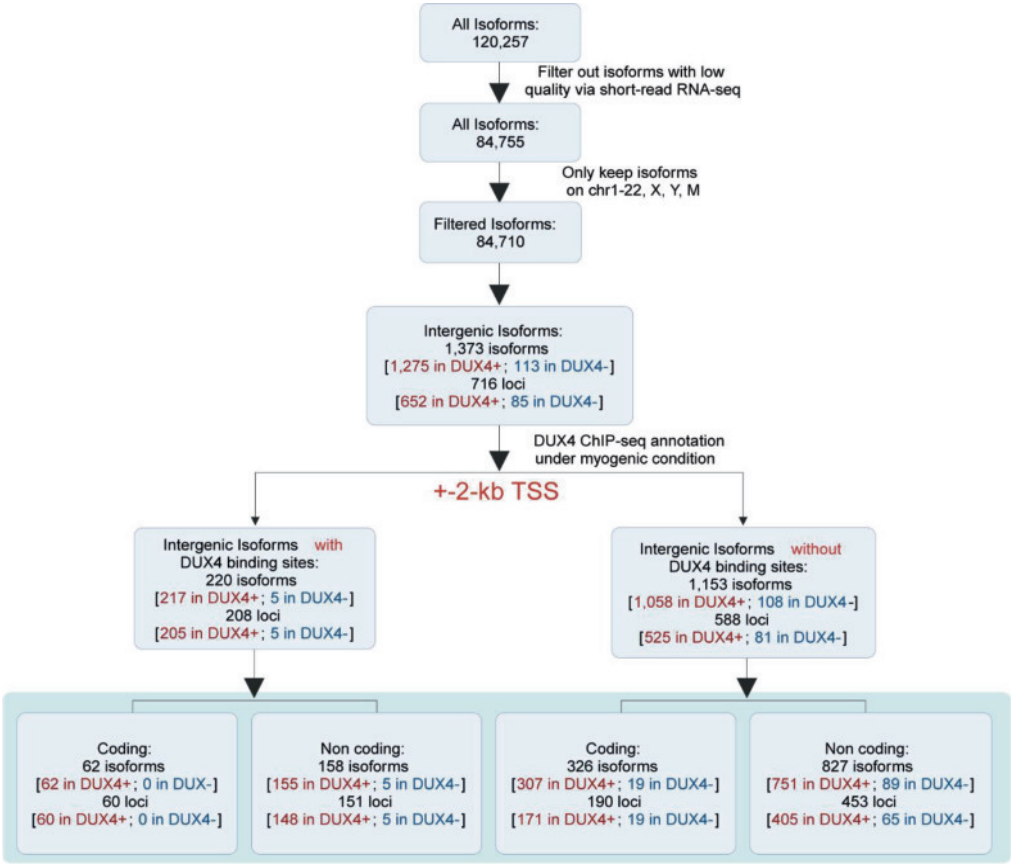 All Isoforms:
120,257
Filter out isoforms with low
quality via short-read RNA-seq
All Isoforms:
84,755
Only keep isoforms
on chr1-22, X, Y, M
Filtered Isoforms:
84,710
Intergenic Isoforms:
1,373 isoforms
[1,275 in DUX4+; 113 in DUX4-]
716 loci
[652 in DUX4+; 85 in DUX4-]
DUX4 ChIP-seq annotation
under myogenic condition
+-2-kb TSS
Intergenic Isoforms with
DUX4 binding sites:
220 isoforms
[217 in DUX4+; 5 in DUX4-]
208 loci
[205 in DUX4+; 5 in DUX4-]
Intergenic Isoforms without
DUX4 binding sites:
1,153 isoforms
[1,058 in DUX4+; 108 in DUX4-]
588 loci
[525 in DUX4+; 81 in DUX4-]
Coding:
62 isoforms
[62 in DUX4+; 0 in DUX-]
60 loci
[60 in DUX4+; 0 in DUX4-]
Non coding:
158 isoforms
[155 in DUX4+; 5 in DUX4-]
151 loci
[148 in DUX4+; 5 in DUX4-]
Coding:
326 isoforms
[307 in DUX4+; 19 in DUX4-]
190 loci
[171 in DUX4+; 19 in DUX4-]
Non coding:
827 isoforms
[751 in DUX4+; 89 in DUX4-]
453 loci
[405 in DUX4+; 65 in DUX4-]